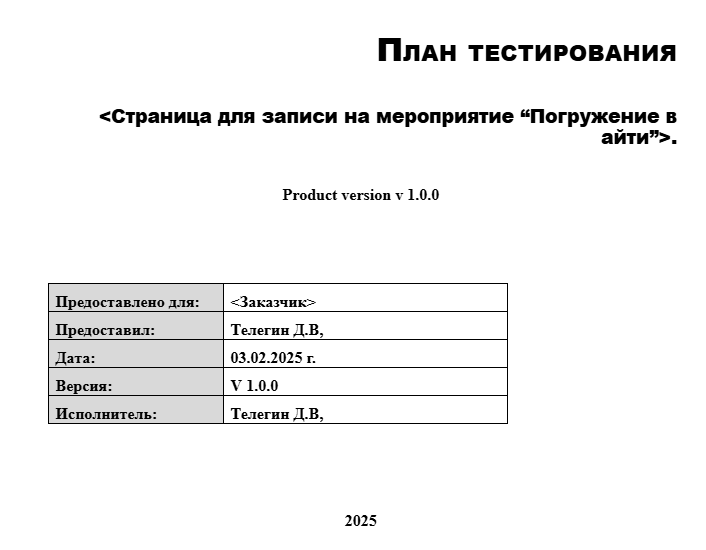 План тестирования
<Страница для записи на мероприятие “Погружение в
айти”>.
Product version v 1.0.0
Предоставлено для: <Заказчик>
Предоставил: Телегин Д.В,
Дата: 03.02.2025 г.
Версия: V 1.0.0
Исполнитель: Телегин Д.В,
2025